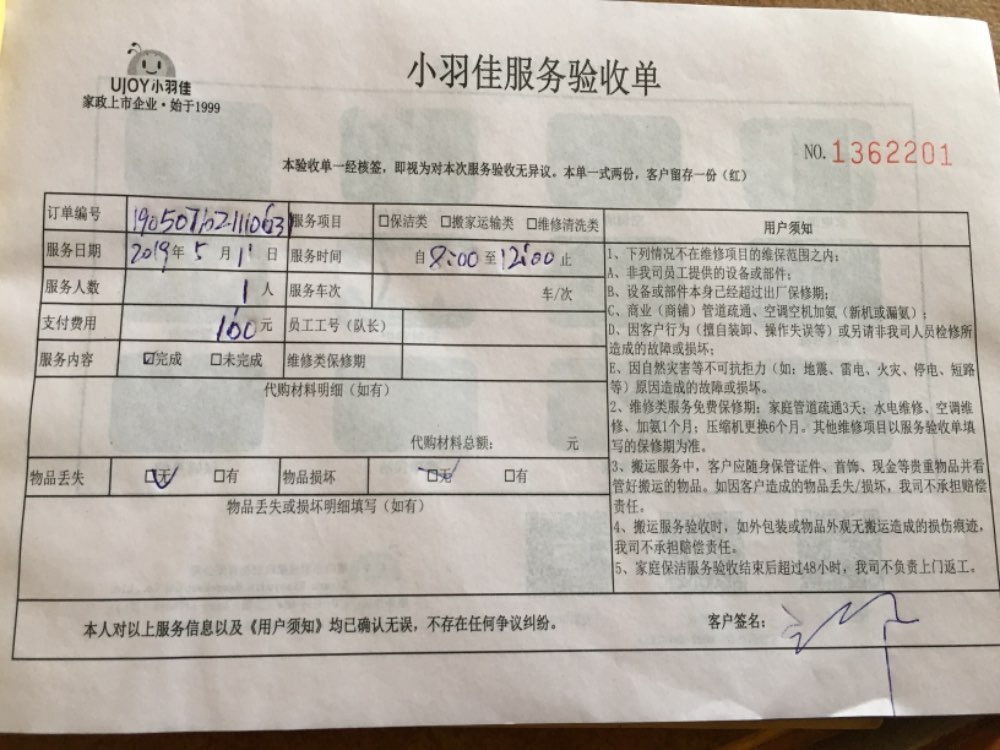 UJOY小羽佳
家政上市企业·始于1999
小羽佳服务验收单
NO. 1362201
本验收单一经核签，即视为对本次服务验收无异议。本单一式两份，客户留存一份（红）
订单编号 服务项目 □保洁类 □搬家运输类 □维修清洗类
服务日期 2019年 5 月 1 日 服务时间 自 8:00 至 12:00 止
服务人数 1 人 服务车次 车/次
支付费用 100 元 员工工号（队长）
服务内容 ☑完成 □未完成 维修类保修期
代购材料明细（如有）
代购材料总额： 元
物品丢失 ☑无 □有 物品损坏 ☑无 □有
物品丢失或损坏明细填写（如有）
用户须知
1、下列情况不在维修项目的维保范围之内；
A、非我司员工提供的设备或部件；
B、设备或部件本身已经超过出厂保修期；
C、商业（商铺）管道疏通、空调空机加氨（新机或漏氨）；
D、因客户行为（擅自装卸、操作失误等）或另请非我司人员检修所
造成的故障或损坏；
E、因自然灾害等不可抗拒力（如：地震、雷电、火灾、停电、短路
等）原因造成的故障或损坏。
2、维修类服务免费保修期：家庭管道疏通3天；水电维修、空调维
修、加氨1个月；压缩机更换6个月。其他维修项目以服务验收单填
写的保修期为准。
3、搬运服务中，客户应随身保管证件、首饰、现金等贵重物品并看
管好搬运的物品。如因客户造成的物品丢失/损坏，我司不承担赔偿
责任。
4、搬运服务验收时，如外包装或物品外观无搬运造成的损伤痕迹，
我司不承担赔偿责任。
5、家庭保洁服务验收结束后超过48小时，我司不负责上门返工。
本人对以上服务信息以及《用户须知》均已确认无误，不存在任何争议纠纷。 客户签名：